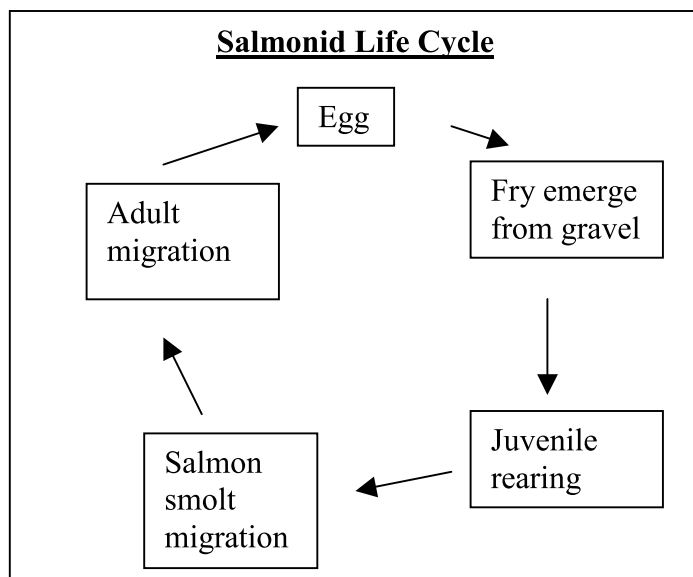 Salmonid Life Cycle
Egg
Fry emerge
from gravel
Juvenile
rearing
Salmon
smolt
migration
Adult
migration